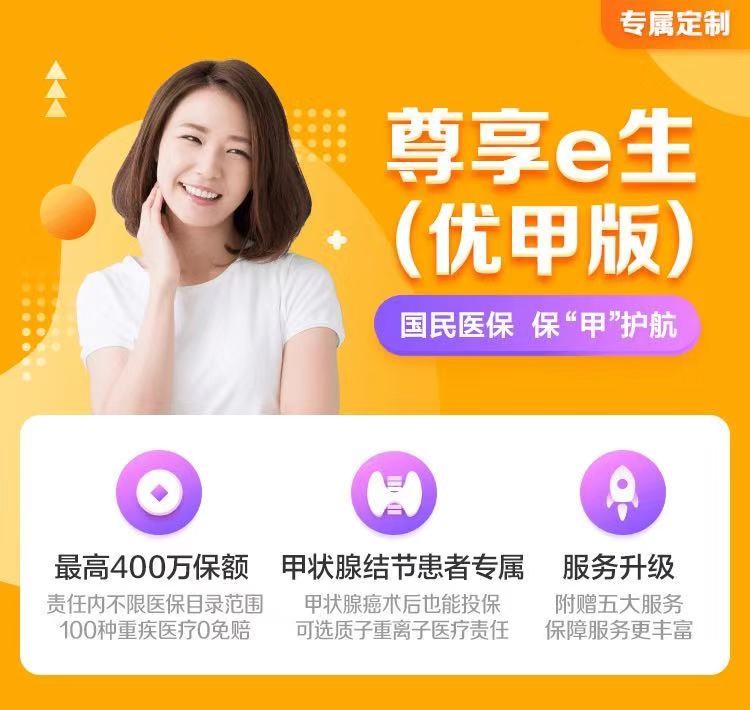 专属定制
尊享e生
(优甲版)
国民医保 保“甲”护航
最高400万保额
责任内不限医保目录范围
100种重疾医疗0免赔
甲状腺结节患者专属
甲状腺癌术后也能投保
可选质子重离子医疗责任
服务升级
附赠五大服务
保障服务更丰富